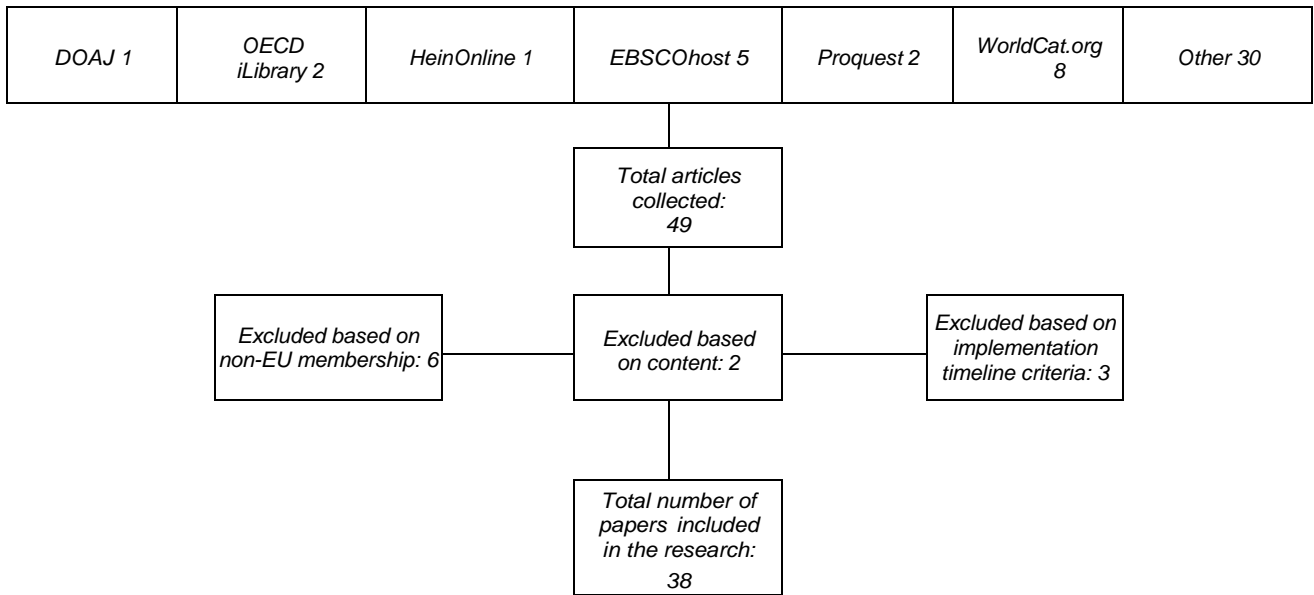 DOAJ 1
OECD
iLibrary 2
HeinOnline 1
EBSCOhost 5
Proquest 2
WorldCat.org
8
Other 30
Total articles
collected:
49
Excluded based on
non-EU membership: 6
Excluded based
on content: 2
Excluded based on
implementation
timeline criteria: 3
Total number of
papers included
in the research:
38